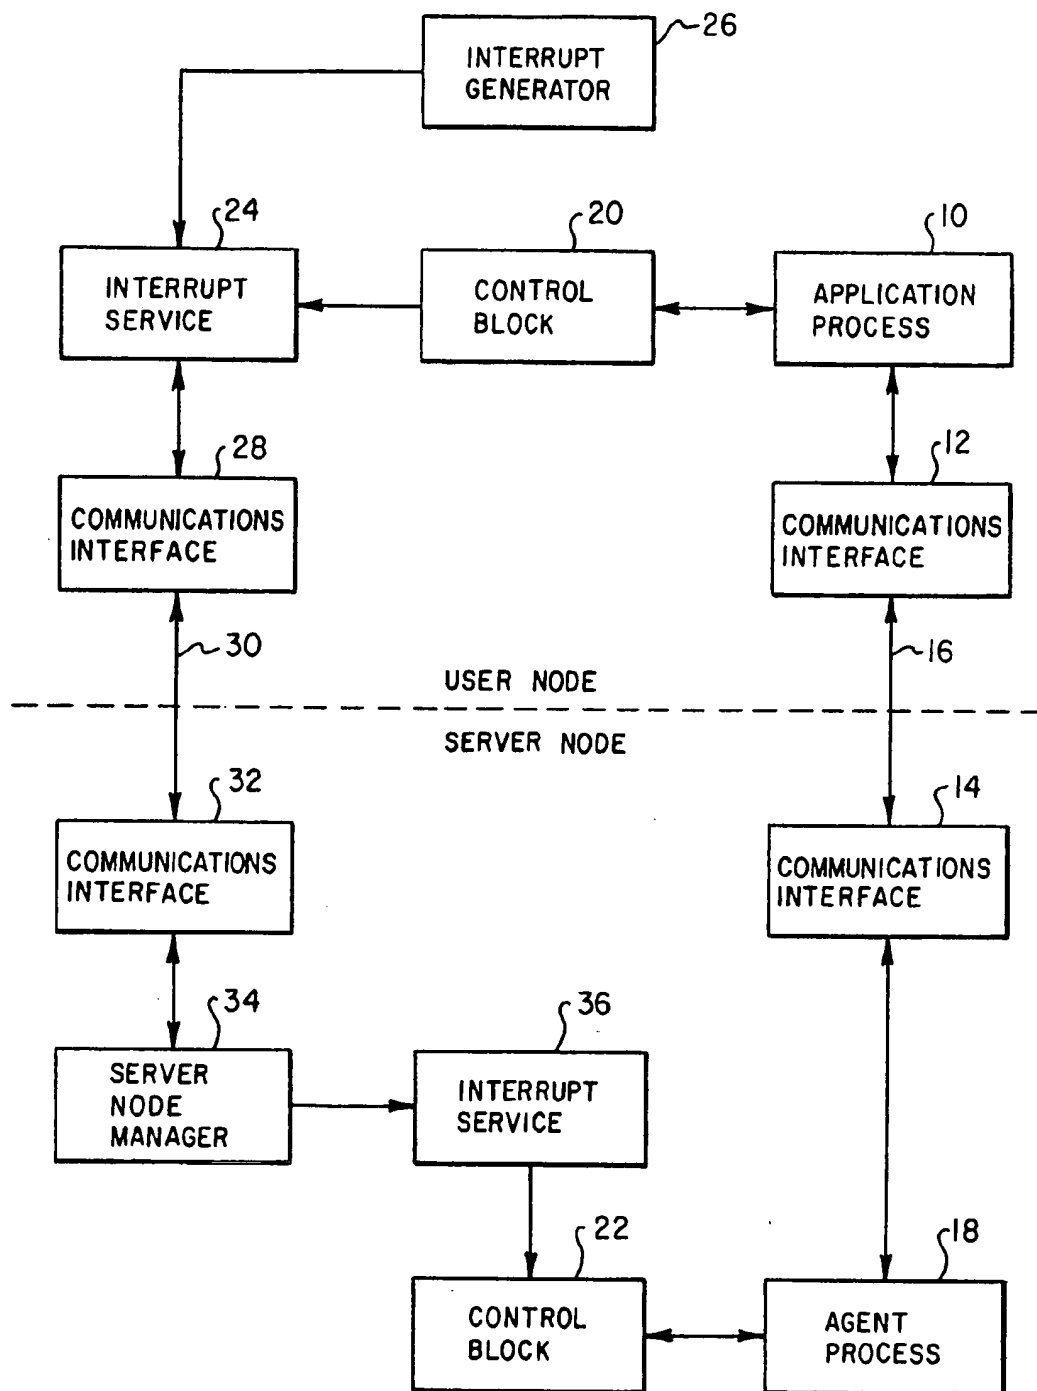 26
INTERRUPT
GENERATOR
24
20
10
INTERRUPT
SERVICE
CONTROL
BLOCK
APPLICATION
PROCESS
28
12
COMMUNICATIONS
INTERFACE
COMMUNICATIONS
INTERFACE
30
16
USER NODE
SERVER NODE
32
14
COMMUNICATIONS
INTERFACE
COMMUNICATIONS
INTERFACE
34
36
SERVER
NODE
MANAGER
INTERRUPT
SERVICE
22
18
CONTROL
BLOCK
AGENT
PROCESS